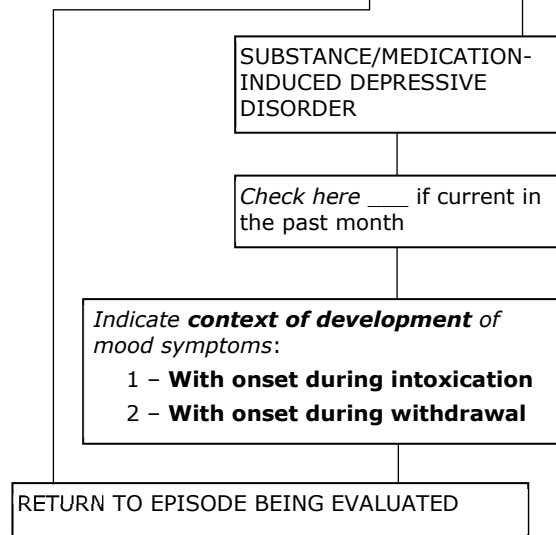 SUBSTANCE/MEDICATION-
INDUCED DEPRESSIVE
DISORDER
Check here ___ if current in
the past month
Indicate context of development of
mood symptoms:
1 – With onset during intoxication
2 – With onset during withdrawal
RETURN TO EPISODE BEING EVALUATED